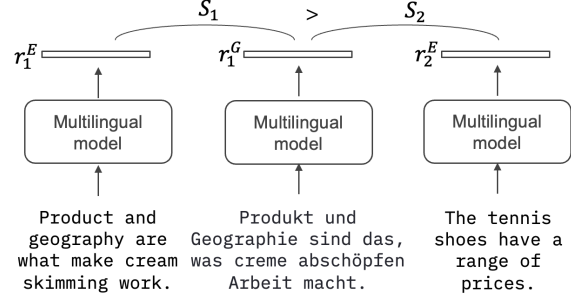 S₁ > S₂
r₁ᴱ r₁ᴳ r₂ᴱ
Multilingual
model
Multilingual
model
Multilingual
model
Product and
geography are
what make cream
skimming work.
Produkt und
Geographie sind das,
was creme abschöpfen
Arbeit macht.
The tennis
shoes have a
range of
prices.